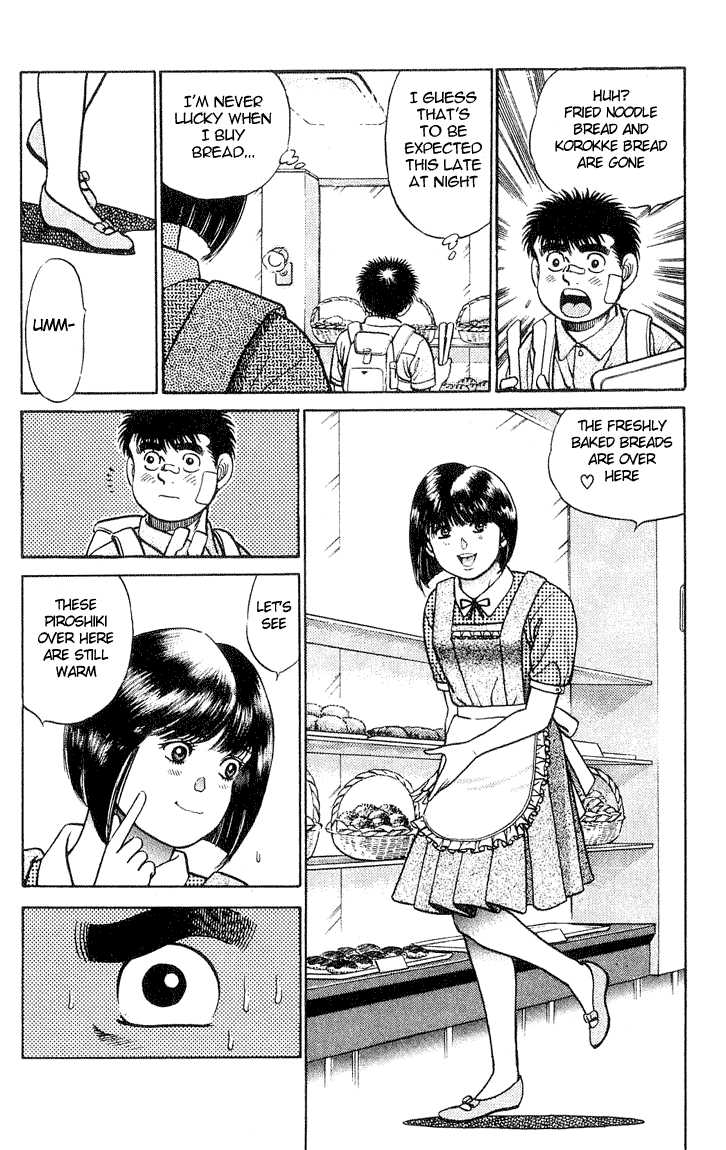 HUH?
FRIED NOODLE
BREAD AND
KOROKKE BREAD
ARE GONE
I GUESS
THAT'S
TO BE
EXPECTED
THIS LATE
AT NIGHT
I'M NEVER
LUCKY WHEN
I BUY
BREAD...
UMM-
THE FRESHLY
BAKED BREADS
ARE OVER
HERE
♡
LET'S
SEE
THESE
PIROSHIKI
OVER HERE
ARE STILL
WARM